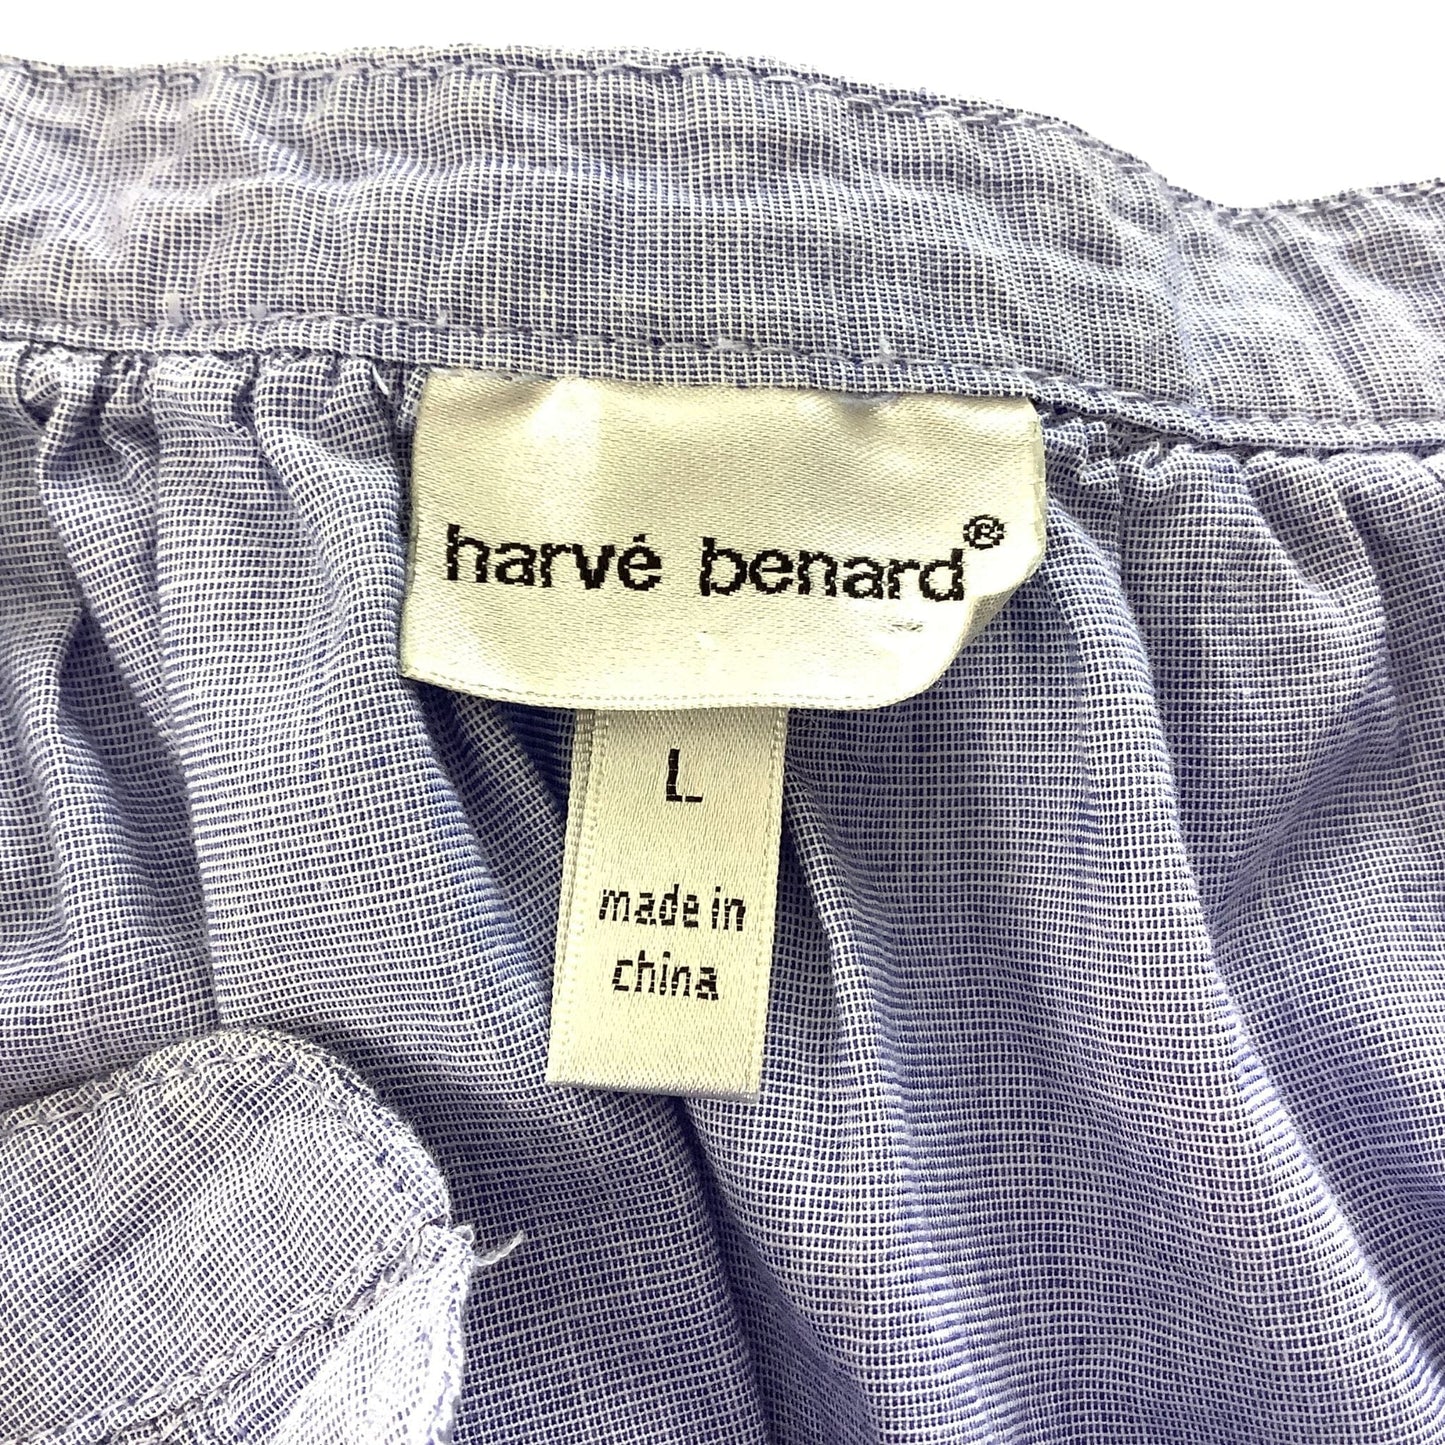 harvé benard®
L
made in
china